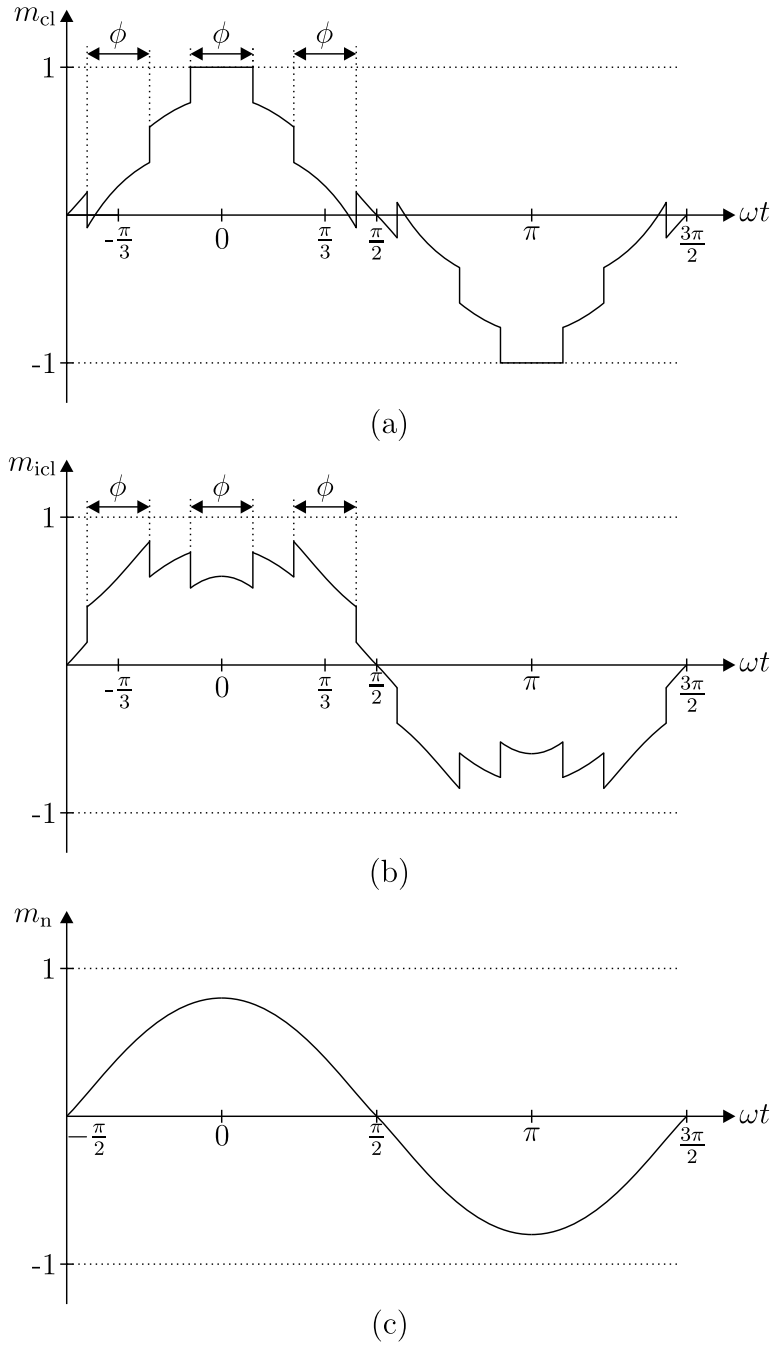 m_cl
ϕ ϕ ϕ
1
-π/3 0 π/3 π/2 π 3π/2 ωt
-1
(a)
m_icl
ϕ ϕ ϕ
1
-π/3 0 π/3 π/2 π 3π/2 ωt
-1
(b)
m_n
1
−π/2 0 π/2 π 3π/2 ωt
-1
(c)